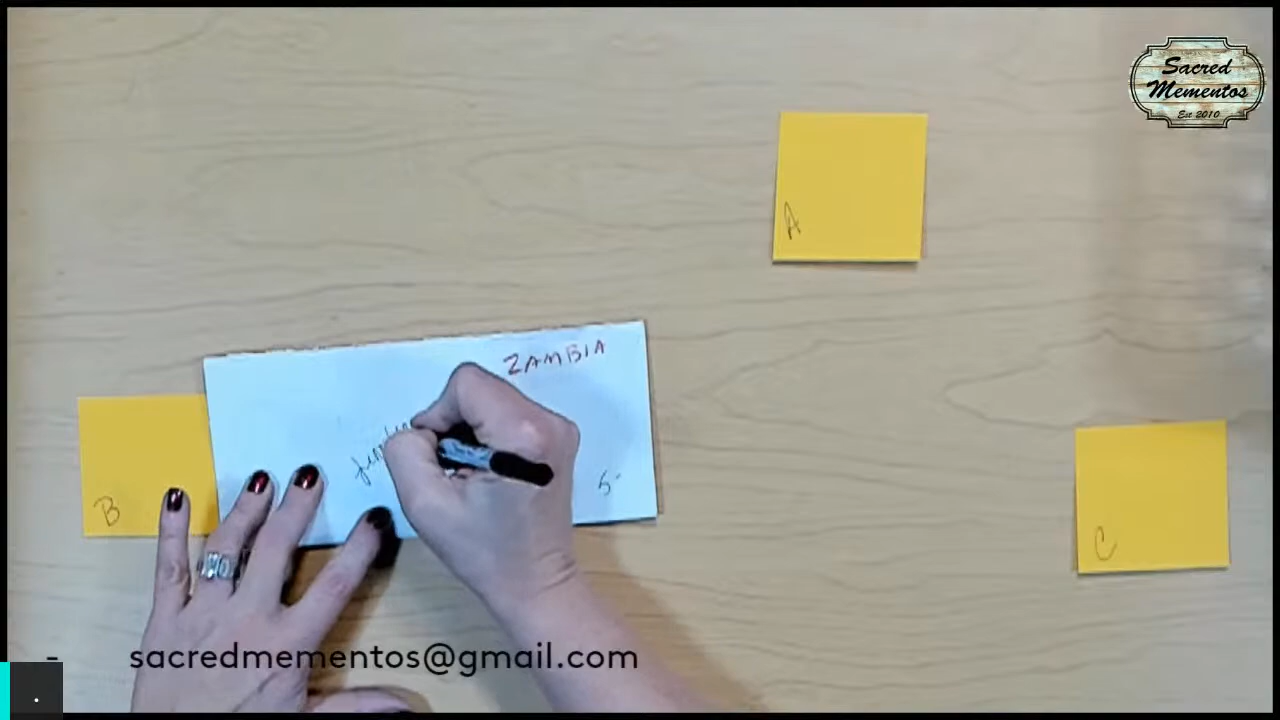 Sacred
Mementos
Est 2010
A
ZAMBIA
5-
B
C
sacredmementos@gmail.com
.